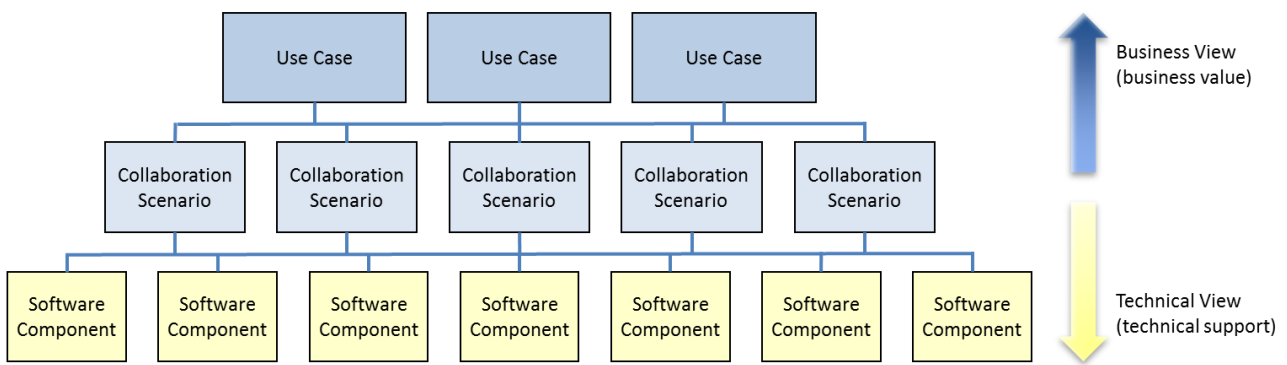 Use Case
Use Case
Use Case
Business View
(business value)
Collaboration
Scenario
Collaboration
Scenario
Collaboration
Scenario
Collaboration
Scenario
Collaboration
Scenario
Software
Component
Software
Component
Software
Component
Software
Component
Software
Component
Software
Component
Software
Component
Technical View
(technical support)